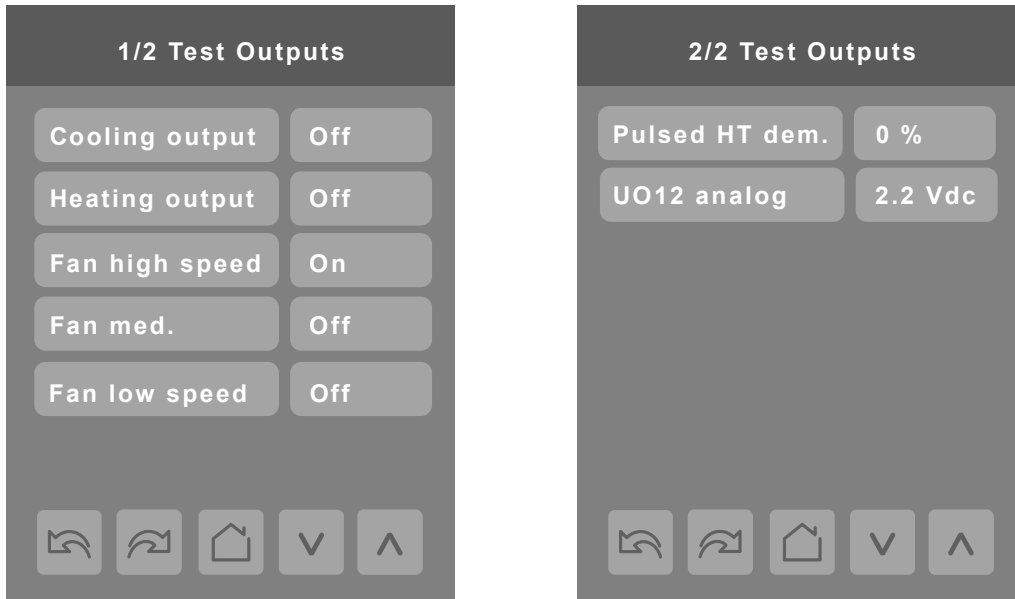 1/2 Test Outputs
Cooling output Off
Heating output Off
Fan high speed On
Fan med. Off
Fan low speed Off
2/2 Test Outputs
Pulsed HT dem. 0 %
UO12 analog 2.2 Vdc